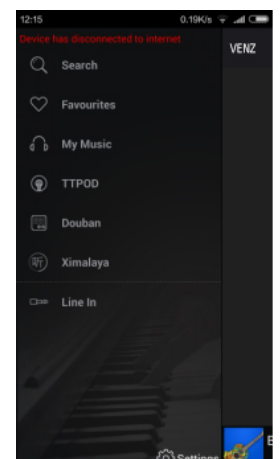 12:15 0.19K/s
Device has disconnected to internet
VENZ
Search
Favourites
My Music
TTPOD
Douban
听 Ximalaya
Line In
Settings
E